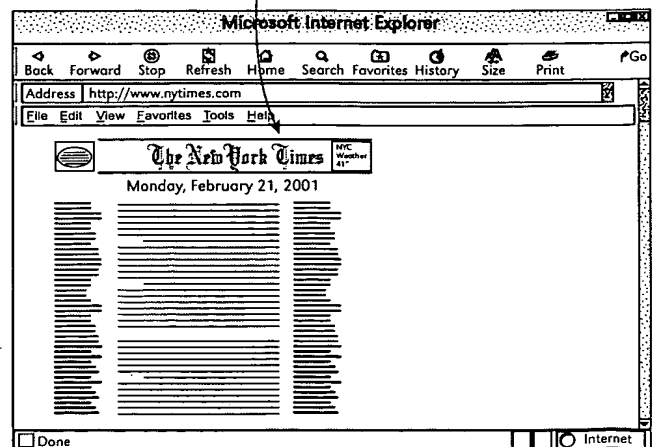 Microsoft Internet Explorer
Back Forward Stop Refresh Home Search Favorites History Size Print Go
Address http://www.nytimes.com
File Edit View Favorites Tools Help
The New York Times
NYC
Weather
41°
Monday, February 21, 2001
Done
Internet